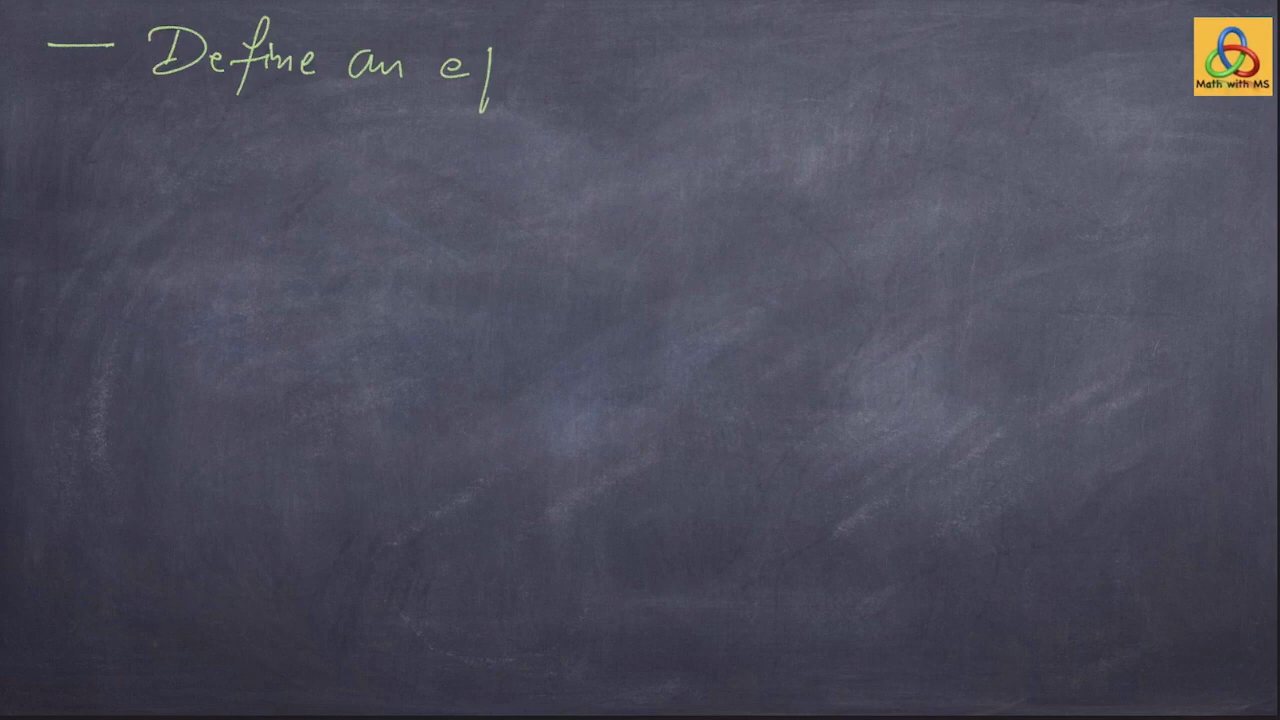 — Define an e
Math with MS